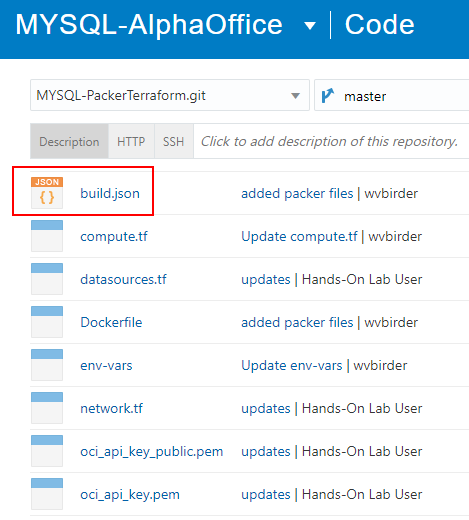 MYSQL-AlphaOffice Code
MYSQL-PackerTerraform.git master
Description HTTP SSH Click to add description of this repository.
JSON { } build.json added packer files | wvbirder
compute.tf Update compute.tf | wvbirder
datasources.tf updates | Hands-On Lab User
Dockerfile added packer files | wvbirder
env-vars Update env-vars | wvbirder
network.tf updates | Hands-On Lab User
oci_api_key_public.pem updates | Hands-On Lab User
oci_api_key.pem updates | Hands-On Lab User